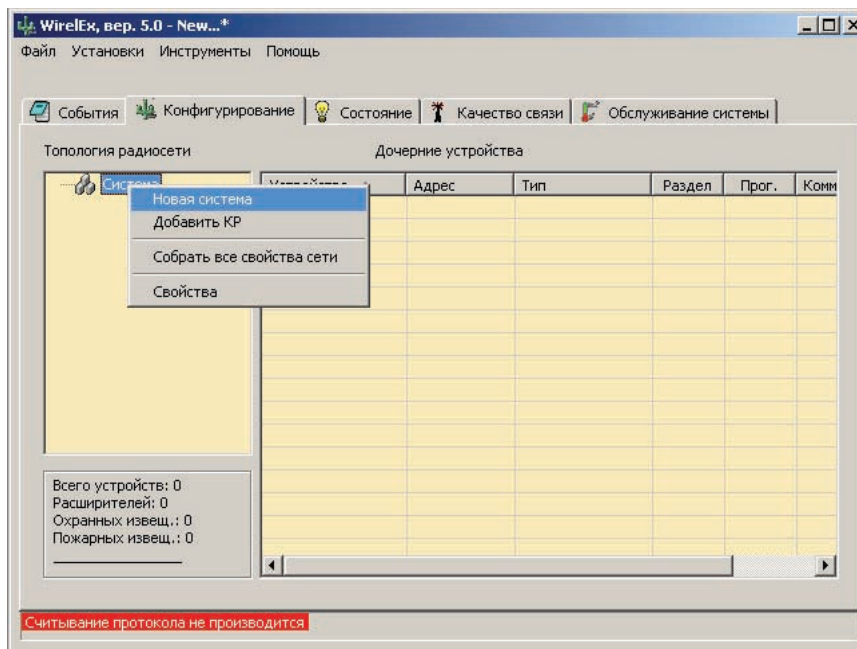 WirelEx, вер. 5.0 - New...*
Файл Установки Инструменты Помощь
События Конфигурирование Состояние Качество связи Обслуживание системы
Топология радиосети Дочерние устройства
Система Адрес Тип Раздел Прог. Комм
Новая система
Добавить КР
Собрать все свойства сети
Свойства
Всего устройств: 0
Расширителей: 0
Охранных извещ.: 0
Пожарных извещ.: 0
Считывание протокола не производится